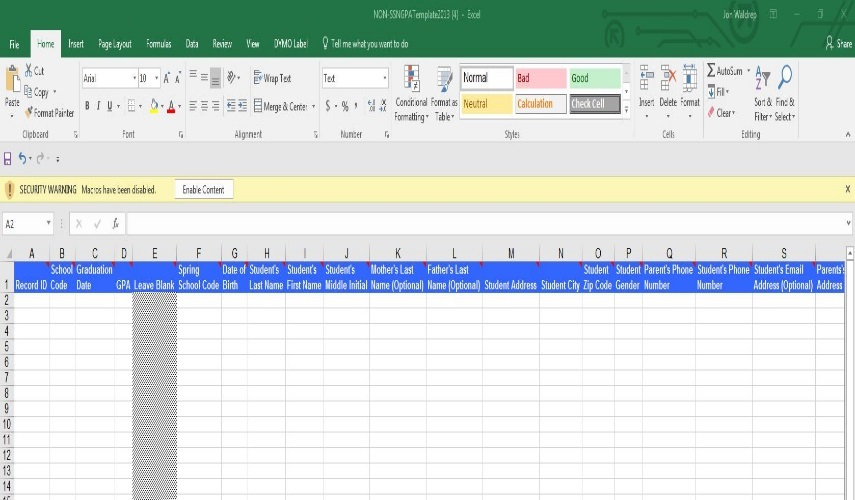 NON-SSNGPATemplate2013 (4) - Excel
Jon Waldrep
File Home Insert Page Layout Formulas Data Review View DYMO Label Tell me what you want to do Share
Paste Cut Copy Format Painter
Clipboard
Arial 10 A A
B I U A
Font
Wrap Text
Merge & Center
Alignment
Text
$ % ,
Number
Conditional Formatting Format as Table
Normal Bad Good
Neutral Calculation Check Cell
Styles
Insert Delete Format
Cells
AutoSum
Fill
Clear
Sort & Filter Find & Select
Editing
SECURITY WARNING Macros have been disabled. Enable Content
A2 fx
A B C D E F G H I J K L M N O P Q R S
1 Record ID School Code Graduation Date GPA Leave Blank Spring School Code Date of Birth Student's Last Name Student's First Name Student's Middle Initial Mother's Last Name (Optional) Father's Last Name (Optional) Student Address Student City Student Zip Code Student Gender Parent's Phone Number Student's Phone Number Student's Email Address (Optional) Parent's Address
2
3
4
5
6
7
8
9
10
11
12
13
14